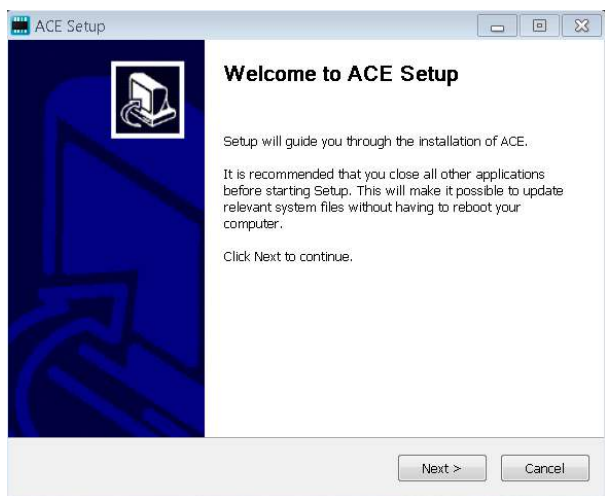 ACE Setup
Welcome to ACE Setup
Setup will guide you through the installation of ACE.
It is recommended that you close all other applications
before starting Setup. This will make it possible to update
relevant system files without having to reboot your
computer.
Click Next to continue.
Next >
Cancel